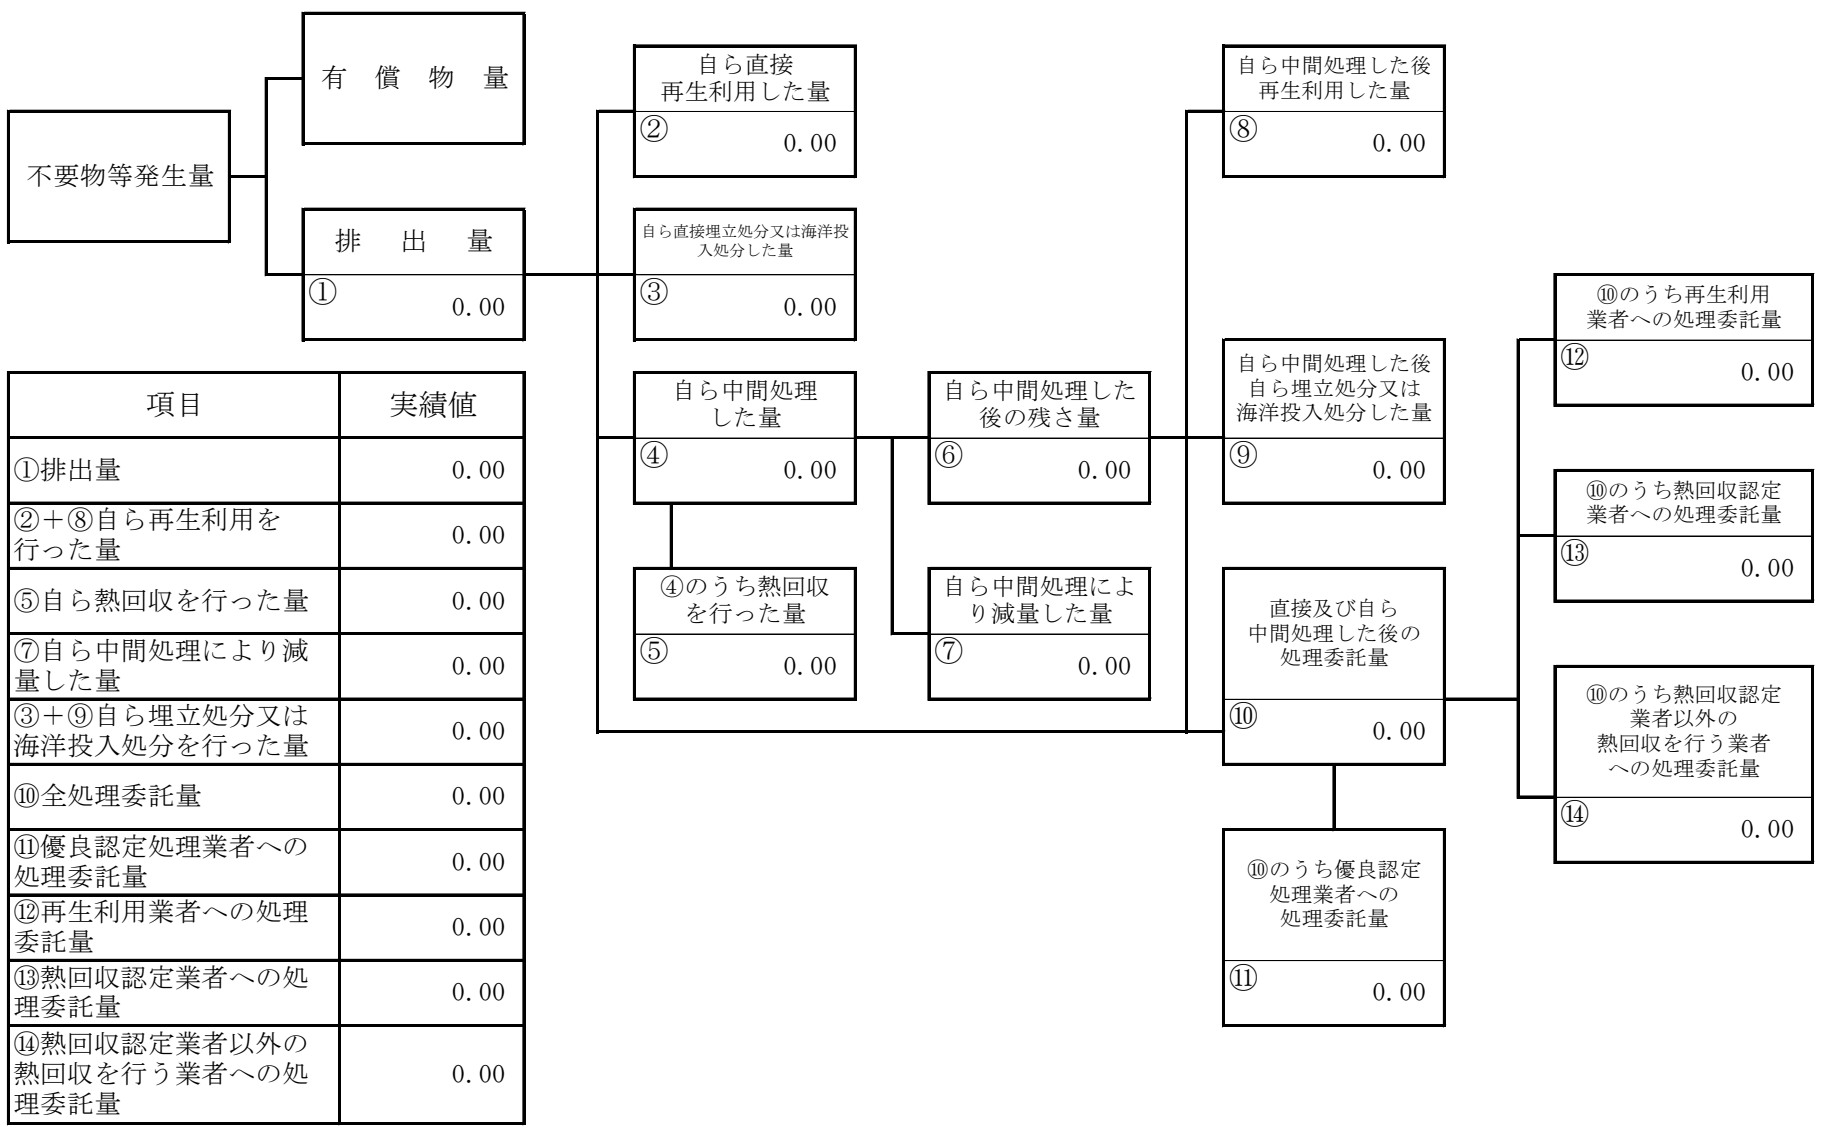 有償物量
不要物等発生量
排出量
①
0.00
自ら直接
再生利用した量
②
0.00
自ら直接埋立処分又は海洋投
入処分した量
③
0.00
自ら中間処理
した量
④
0.00
④のうち熱回収
を行った量
⑤
0.00
自ら中間処理した
後の残さ量
⑥
0.00
自ら中間処理によ
り減量した量
⑦
0.00
自ら中間処理した後
再生利用した量
⑧
0.00
自ら中間処理した後
自ら埋立処分又は
海洋投入処分した量
⑨
0.00
直接及び自ら
中間処理した後の
処理委託量
⑩
0.00
⑩のうち優良認定
処理業者への
処理委託量
⑪
0.00
⑩のうち再生利用
業者への処理委託量
⑫
0.00
⑩のうち熱回収認定
業者への処理委託量
⑬
0.00
⑩のうち熱回収認定
業者以外の
熱回収を行う業者
への処理委託量
⑭
0.00
項目 実績値
①排出量 0.00
②＋⑧自ら再生利用を
行った量 0.00
⑤自ら熱回収を行った量 0.00
⑦自ら中間処理により減
量した量 0.00
③＋⑨自ら埋立処分又は
海洋投入処分を行った量 0.00
⑩全処理委託量 0.00
⑪優良認定処理業者への
処理委託量 0.00
⑫再生利用業者への処理
委託量 0.00
⑬熱回収認定業者への処
理委託量 0.00
⑭熱回収認定業者以外の
熱回収を行う業者への処
理委託量 0.00